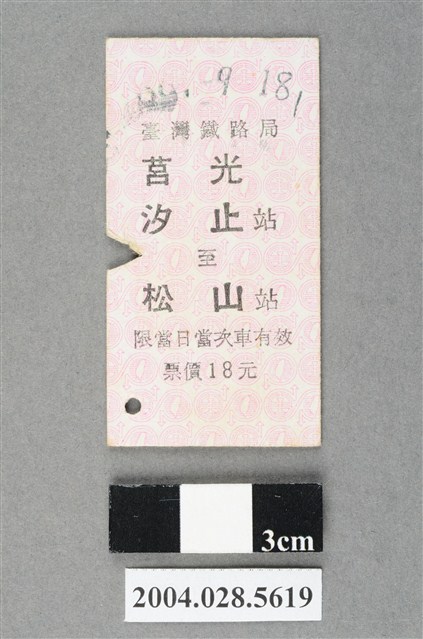 9 18
臺灣鐵路局
莒光
汐止站
至
松山站
限當日當次車有效
票價18元
3cm
2004.028.5619